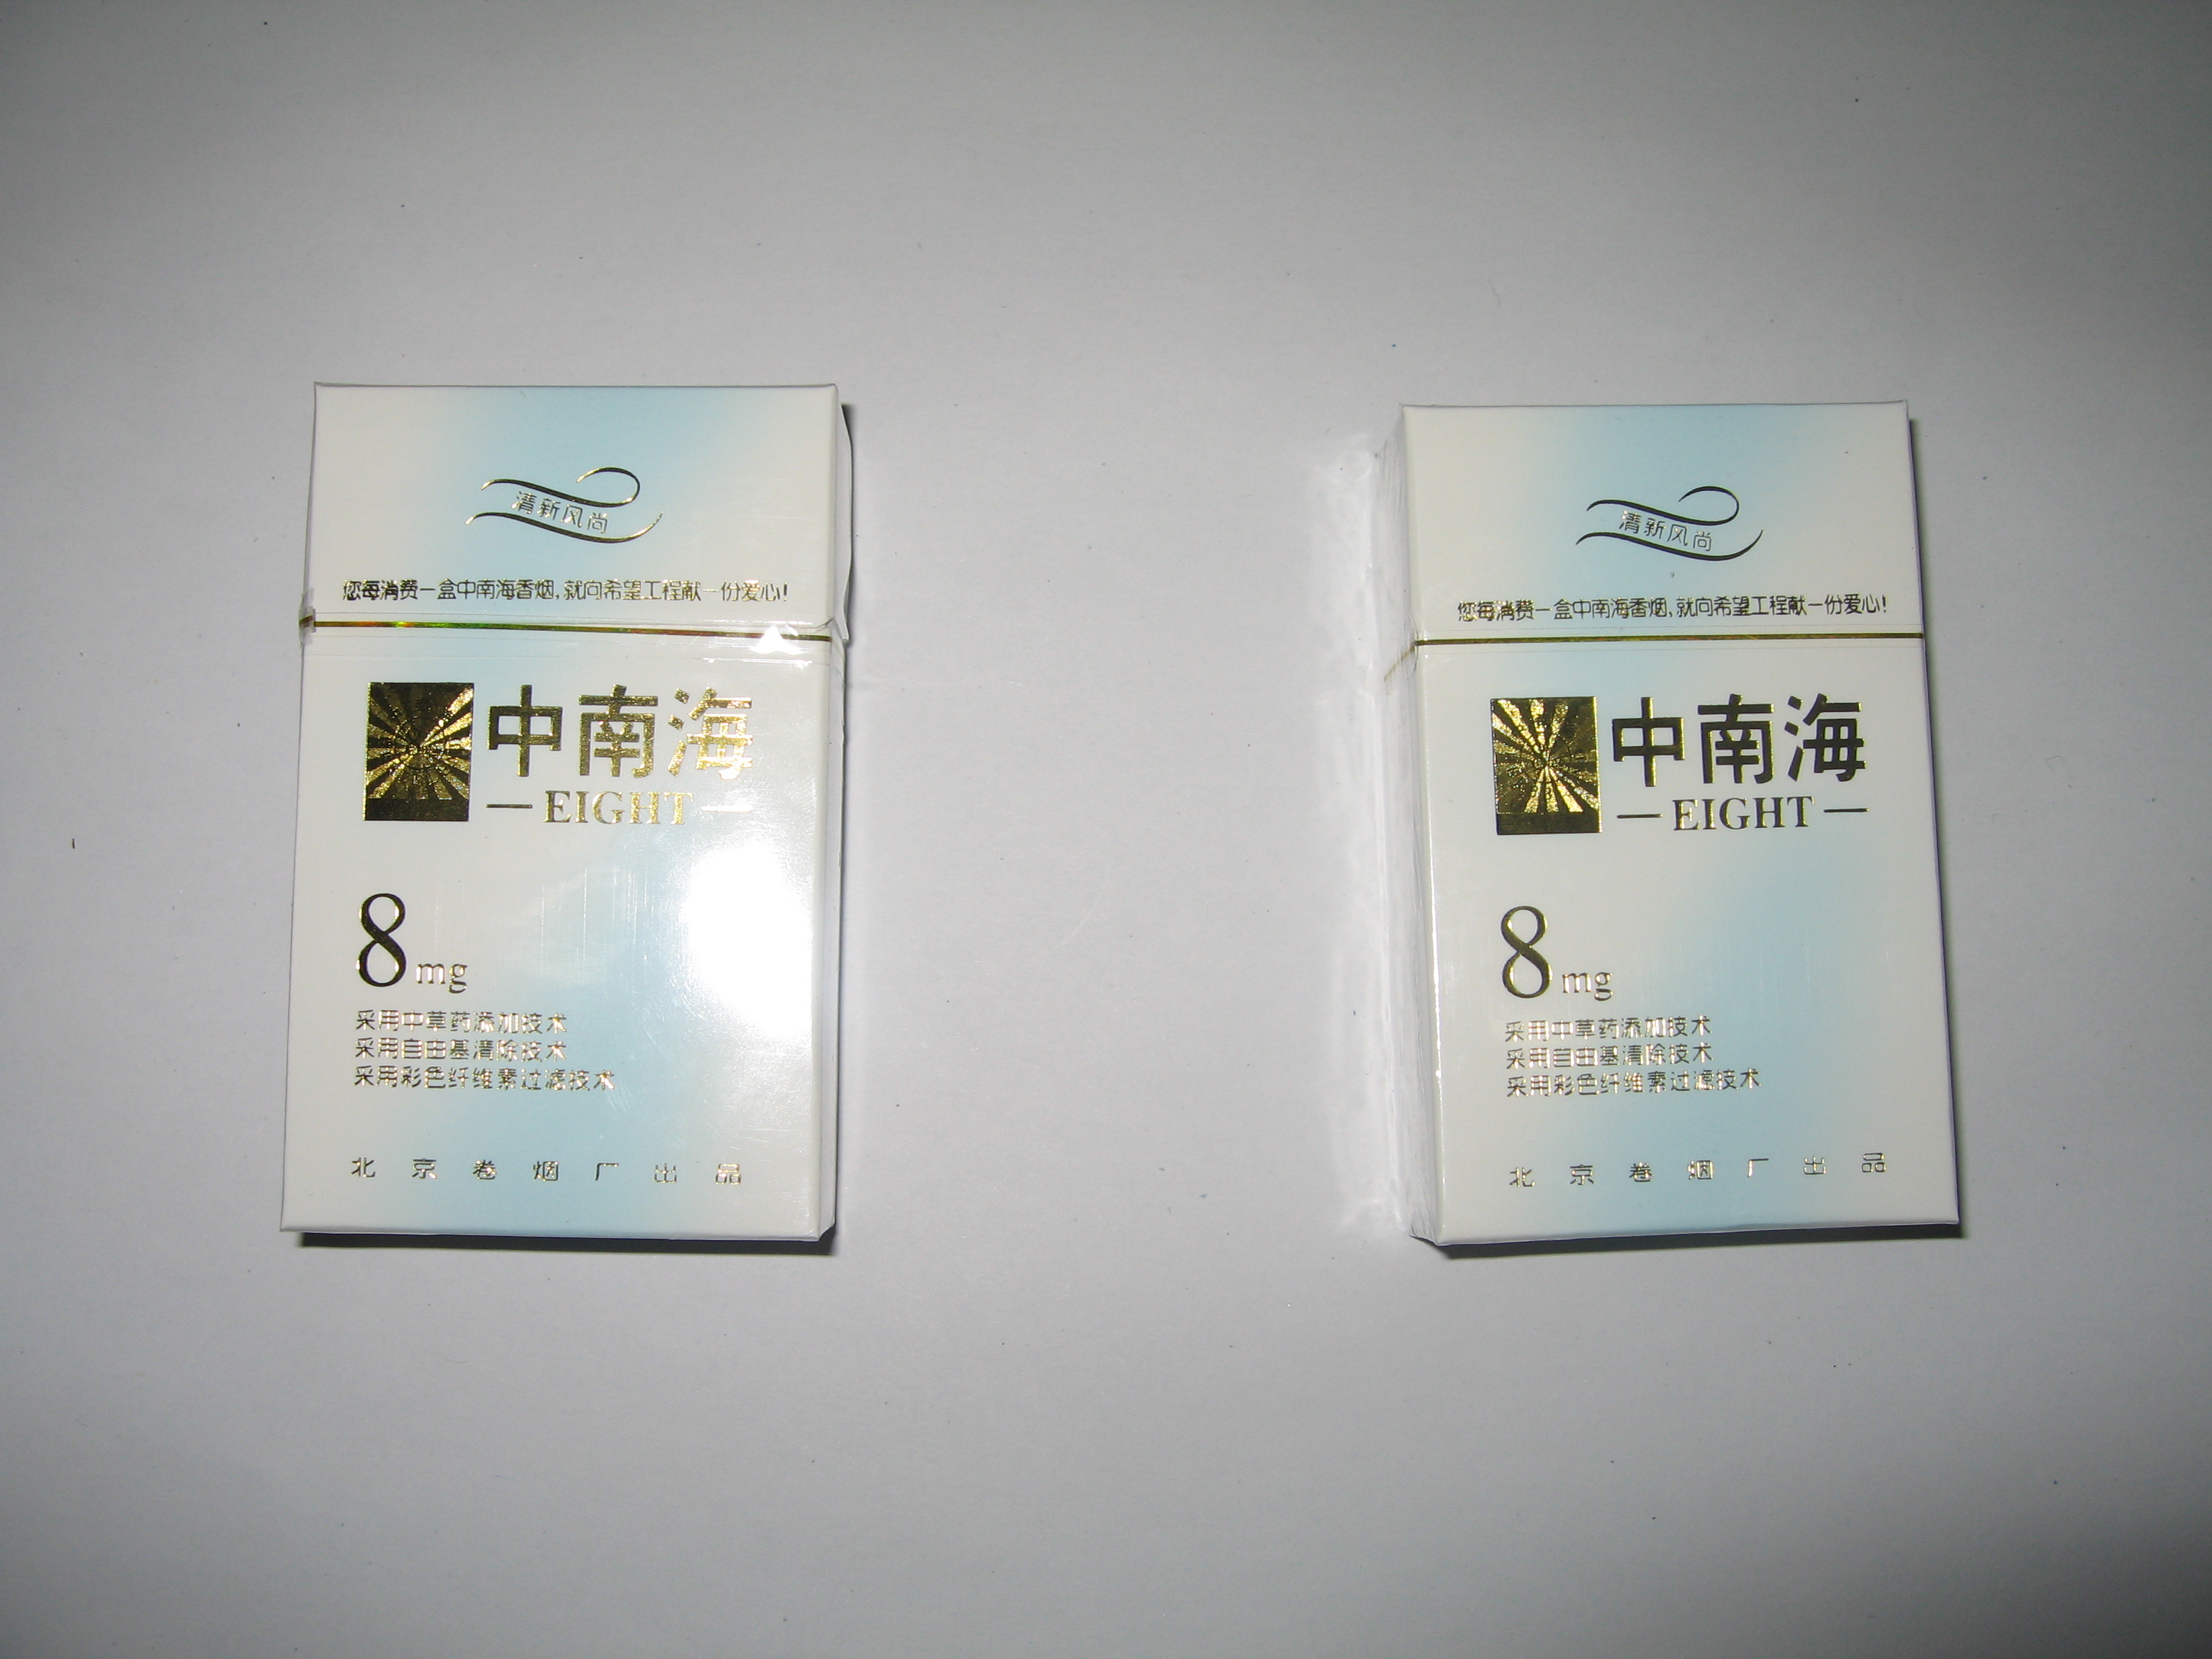 清新风尚
您每消费一盒中南海香烟,就向希望工程献一份爱心!
中南海
EIGHT
8mg
采用中草药添加技术
采用自由基清除技术
采用彩色纤维素过滤技术
北京卷烟厂出品
清新风尚
您每消费一盒中南海香烟,就向希望工程献一份爱心!
中南海
EIGHT
8mg
采用中草药添加技术
采用自由基清除技术
采用彩色纤维素过滤技术
北京卷烟厂出品